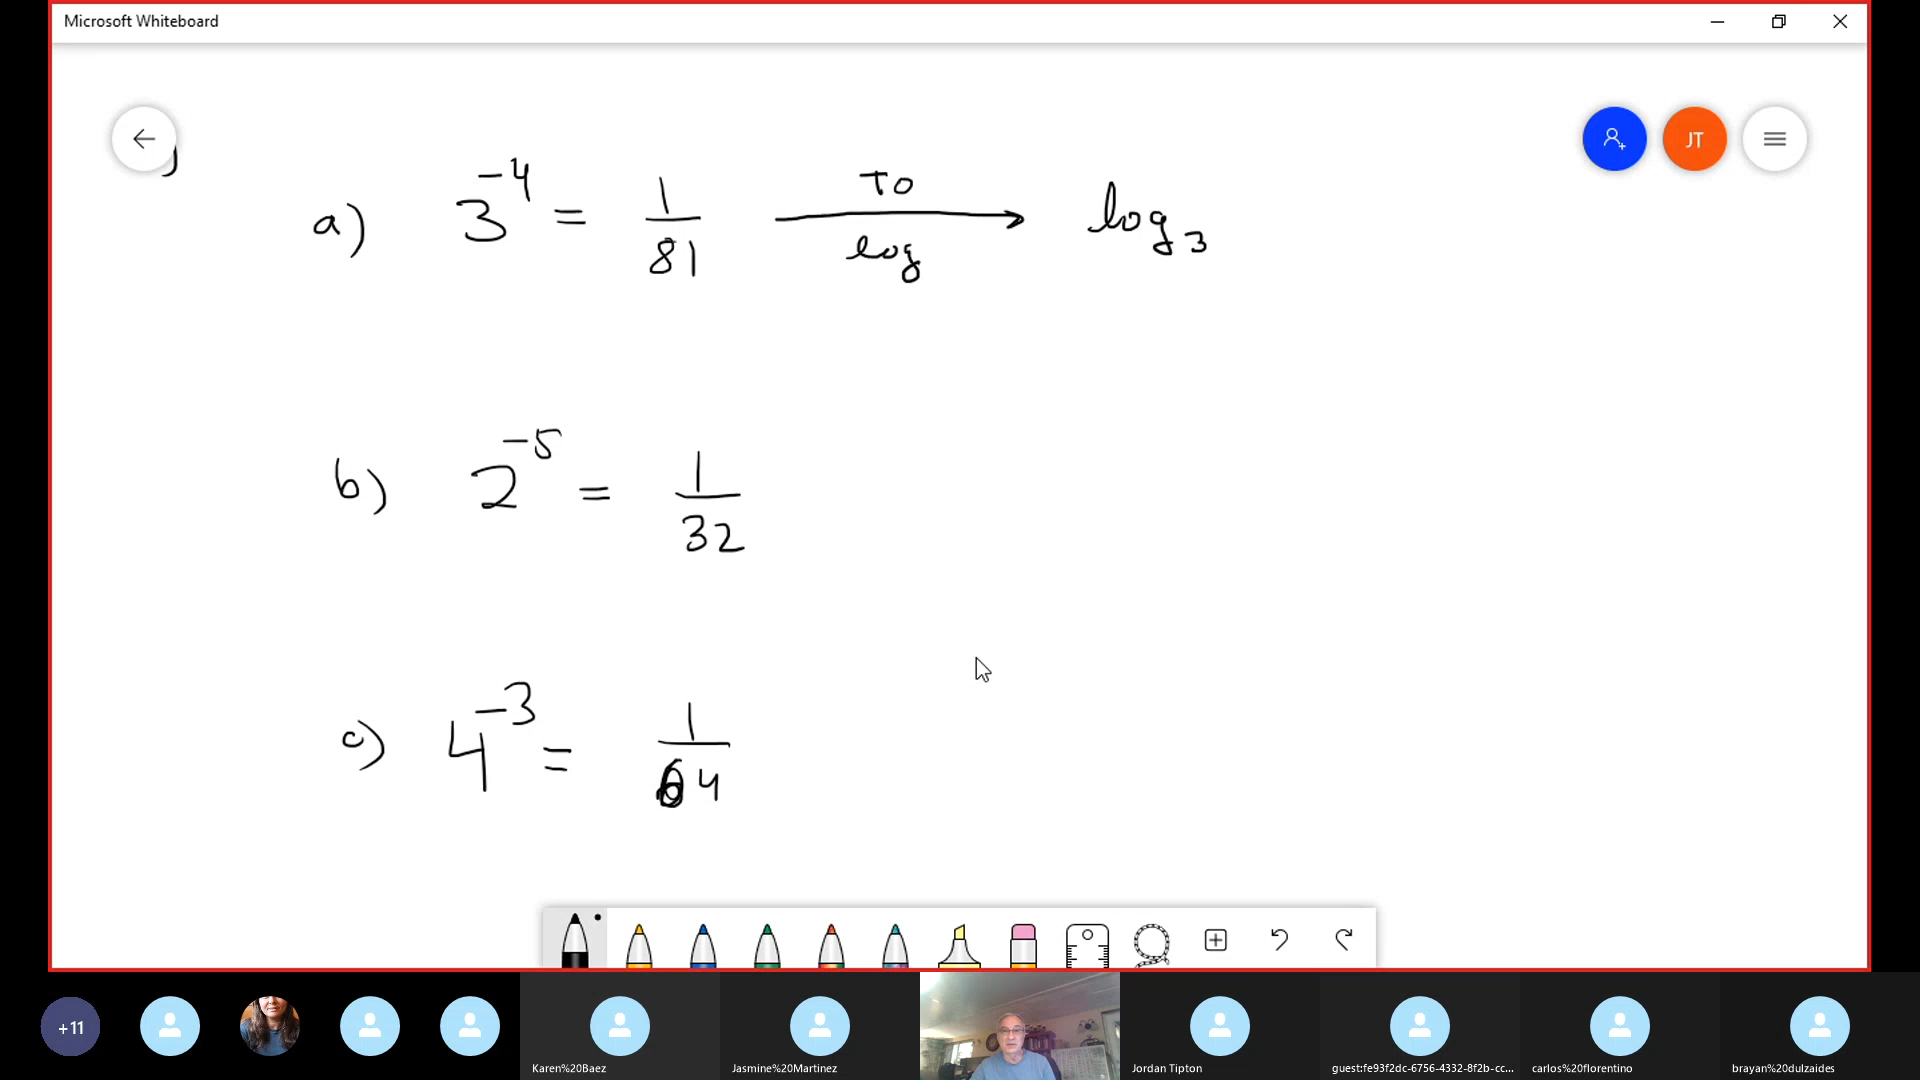 Microsoft Whiteboard
JT
a) 3^-4 = 1/81 TO log log_3
b) 2^-5 = 1/32
c) 4^-3 = 1/64
+11
Karen%20Baez
Jasmine%20Martinez
Jordan Tipton
guest:fe93f2dc-6756-4332-8f2b-cc...
carlos%20florentino
brayan%20dulzaides